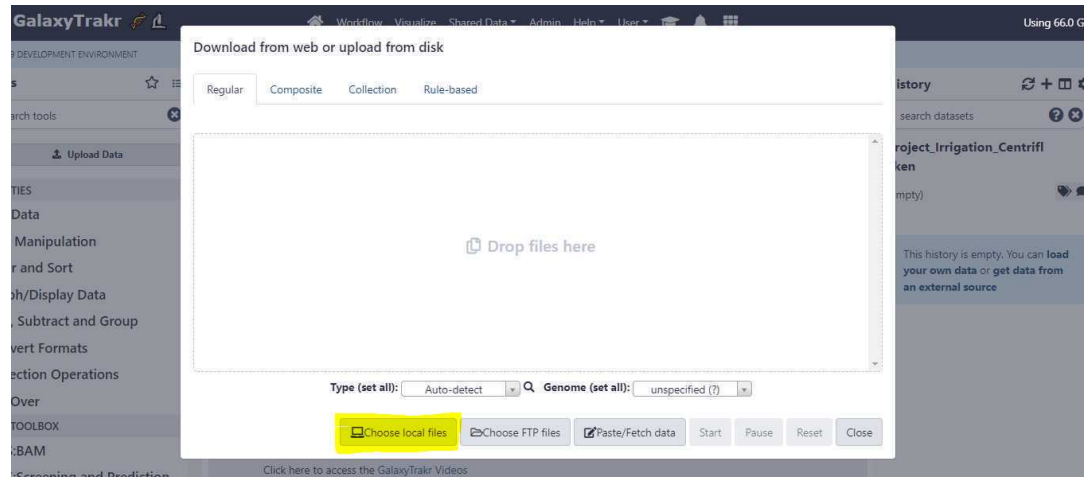 GalaxyTrakr
Workflow Visualize Shared Data Admin Help User
Using 66.0 G
DEVELOPMENT ENVIRONMENT
Download from web or upload from disk
Regular Composite Collection Rule-based
s
arch tools
Upload Data
TIES
Data
Manipulation
r and Sort
ph/Display Data
, Subtract and Group
vert Formats
ection Operations
Over
TOOLBOX
:BAM
:Screening and Prediction
Drop files here
Type (set all): Auto-detect Genome (set all): unspecified (?)
Choose local files Choose FTP files Paste/Fetch data Start Pause Reset Close
Click here to access the GalaxyTrakr Videos
istory
search datasets
roject_Irrigation_Centrifl
ken
mpty)
This history is empty. You can load
your own data or get data from
an external source